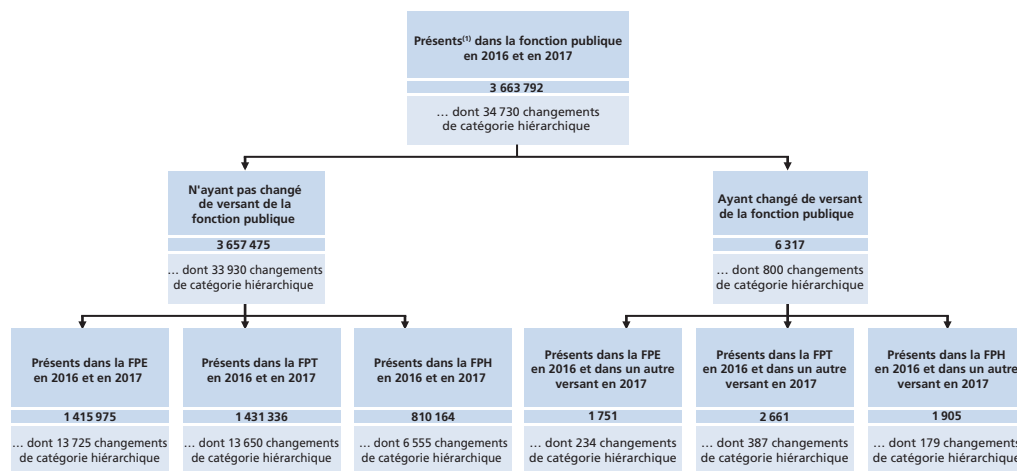 Présents(1) dans la fonction publique
en 2016 et en 2017
3 663 792
… dont 34 730 changements
de catégorie hiérarchique
N'ayant pas changé
de versant de la
fonction publique
3 657 475
… dont 33 930 changements
de catégorie hiérarchique
Ayant changé de versant
de la fonction publique
6 317
… dont 800 changements
de catégorie hiérarchique
Présents dans la FPE
en 2016 et en 2017
1 415 975
… dont 13 725 changements
de catégorie hiérarchique
Présents dans la FPT
en 2016 et en 2017
1 431 336
… dont 13 650 changements
de catégorie hiérarchique
Présents dans la FPH
en 2016 et en 2017
810 164
… dont 6 555 changements
de catégorie hiérarchique
Présents dans la FPE
en 2016 et dans un autre
versant en 2017
1 751
… dont 234 changements
de catégorie hiérarchique
Présents dans la FPT
en 2016 et dans un autre
versant en 2017
2 661
… dont 387 changements
de catégorie hiérarchique
Présents dans la FPH
en 2016 et dans un autre
versant en 2017
1 905
… dont 179 changements
de catégorie hiérarchique